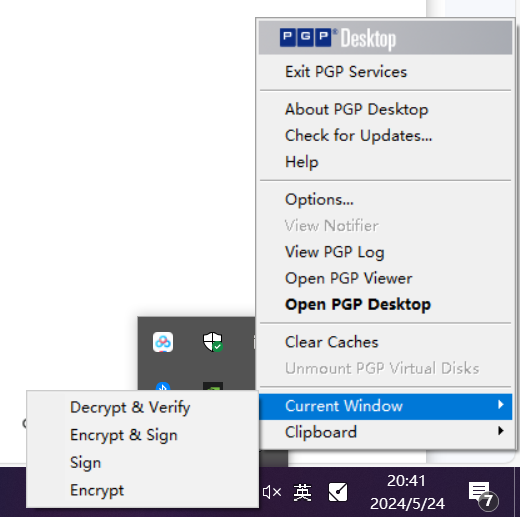 PGP Desktop
Exit PGP Services
About PGP Desktop
Check for Updates...
Help
Options...
View Notifier
View PGP Log
Open PGP Viewer
Open PGP Desktop
Clear Caches
Unmount PGP Virtual Disks
Current Window
Clipboard
Decrypt & Verify
Encrypt & Sign
Sign
Encrypt
英
20:41
2024/5/24
7